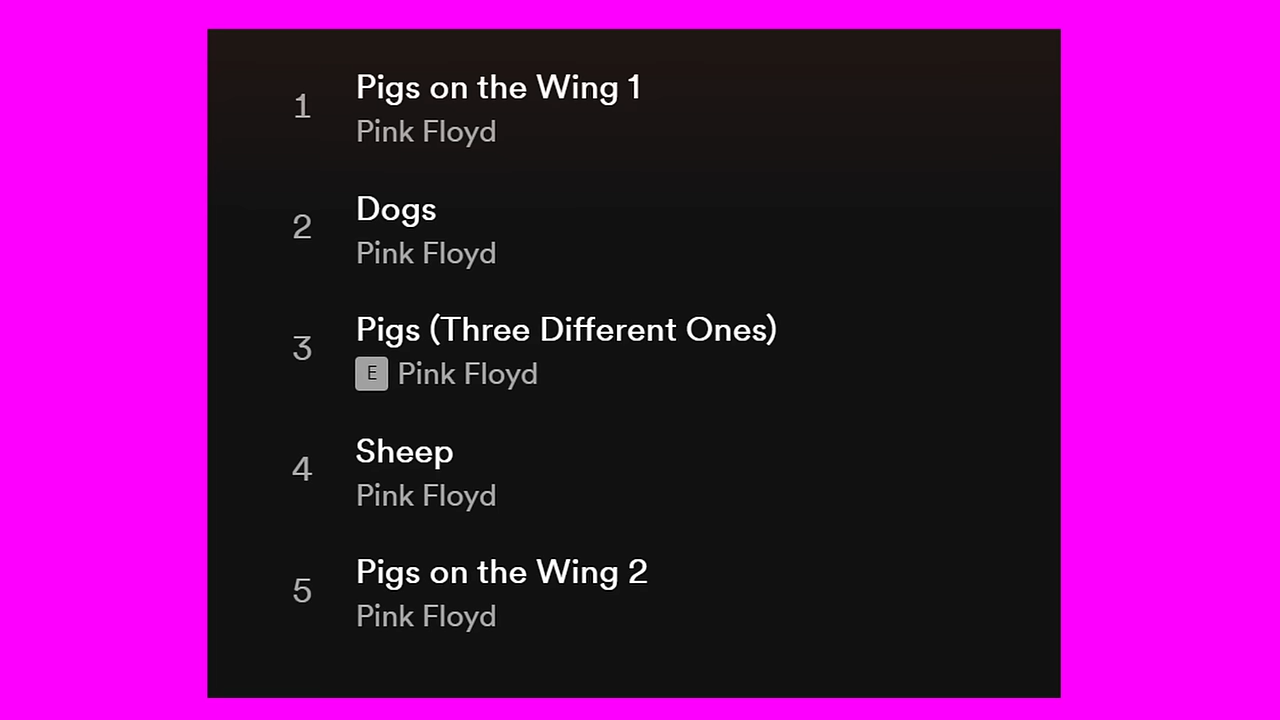 1
Pigs on the Wing 1
Pink Floyd
2
Dogs
Pink Floyd
3
Pigs (Three Different Ones)
E Pink Floyd
4
Sheep
Pink Floyd
5
Pigs on the Wing 2
Pink Floyd